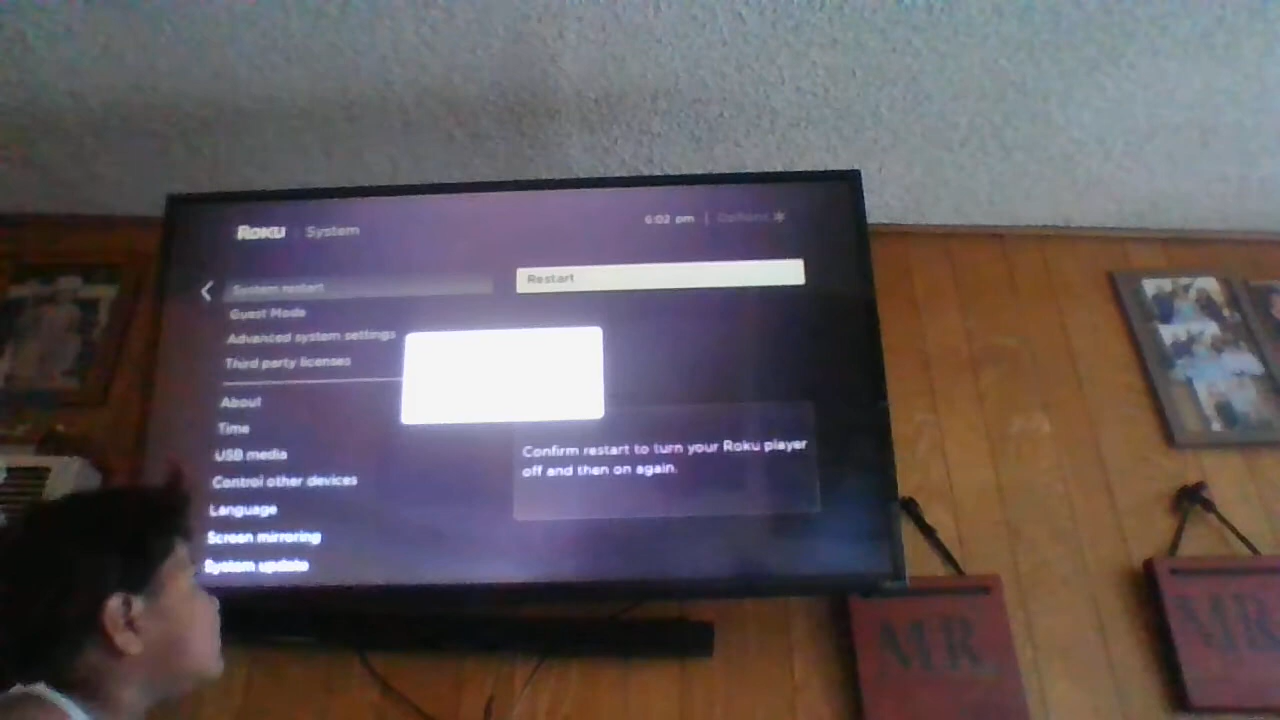 Roku System
6:02 pm | Options *
System restart
Restart
Guest Mode
Advanced system settings
Third party licenses
About
Time
USB media
Control other devices
Language
Screen mirroring
System update
Confirm restart to turn your Roku player
off and then on again.
MR
MR